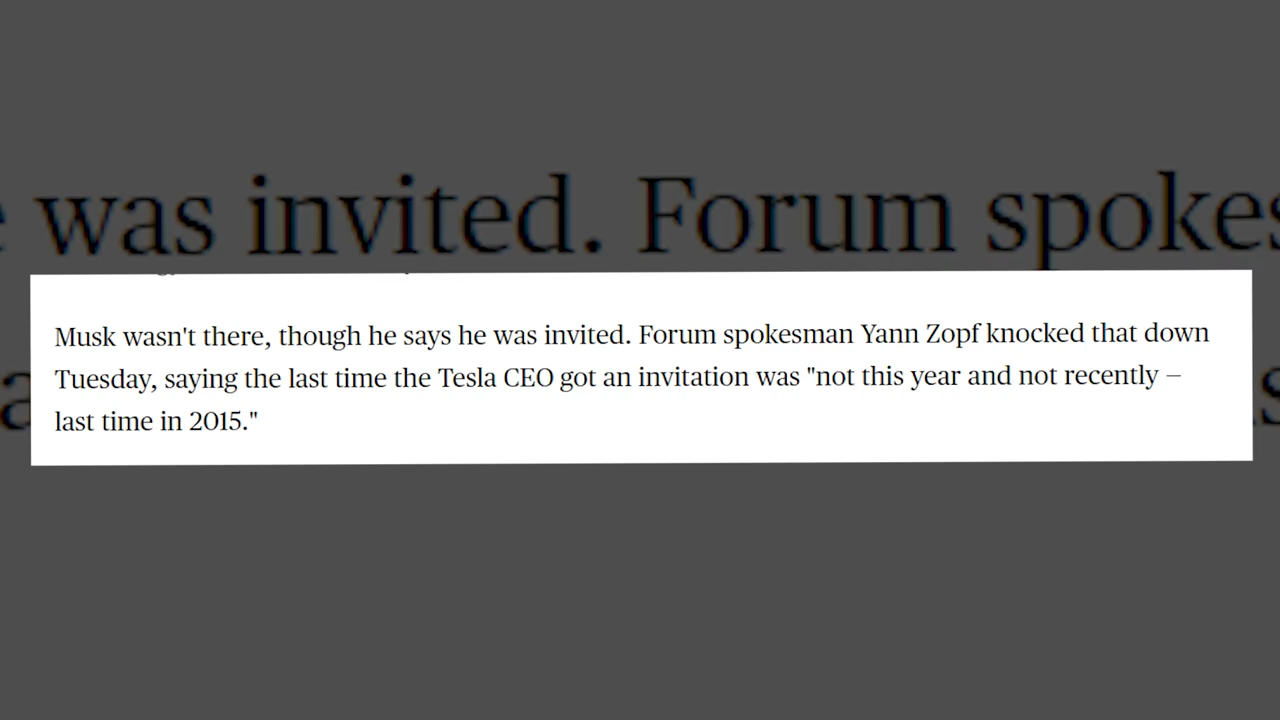 was invited. Forum spokes
Musk wasn't there, though he says he was invited. Forum spokesman Yann Zopf knocked that down
Tuesday, saying the last time the Tesla CEO got an invitation was "not this year and not recently –
last time in 2015."